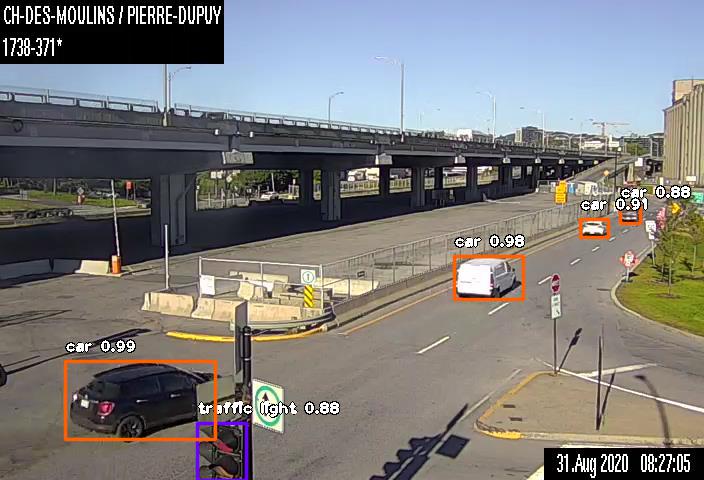 CH-DES-MOULINS / PIERRE-DUPUY
1738-371*
car 0.88
car 0.91
car 0.98
car 0.99
traffic light 0.88
31.Aug 2020 08:27:05